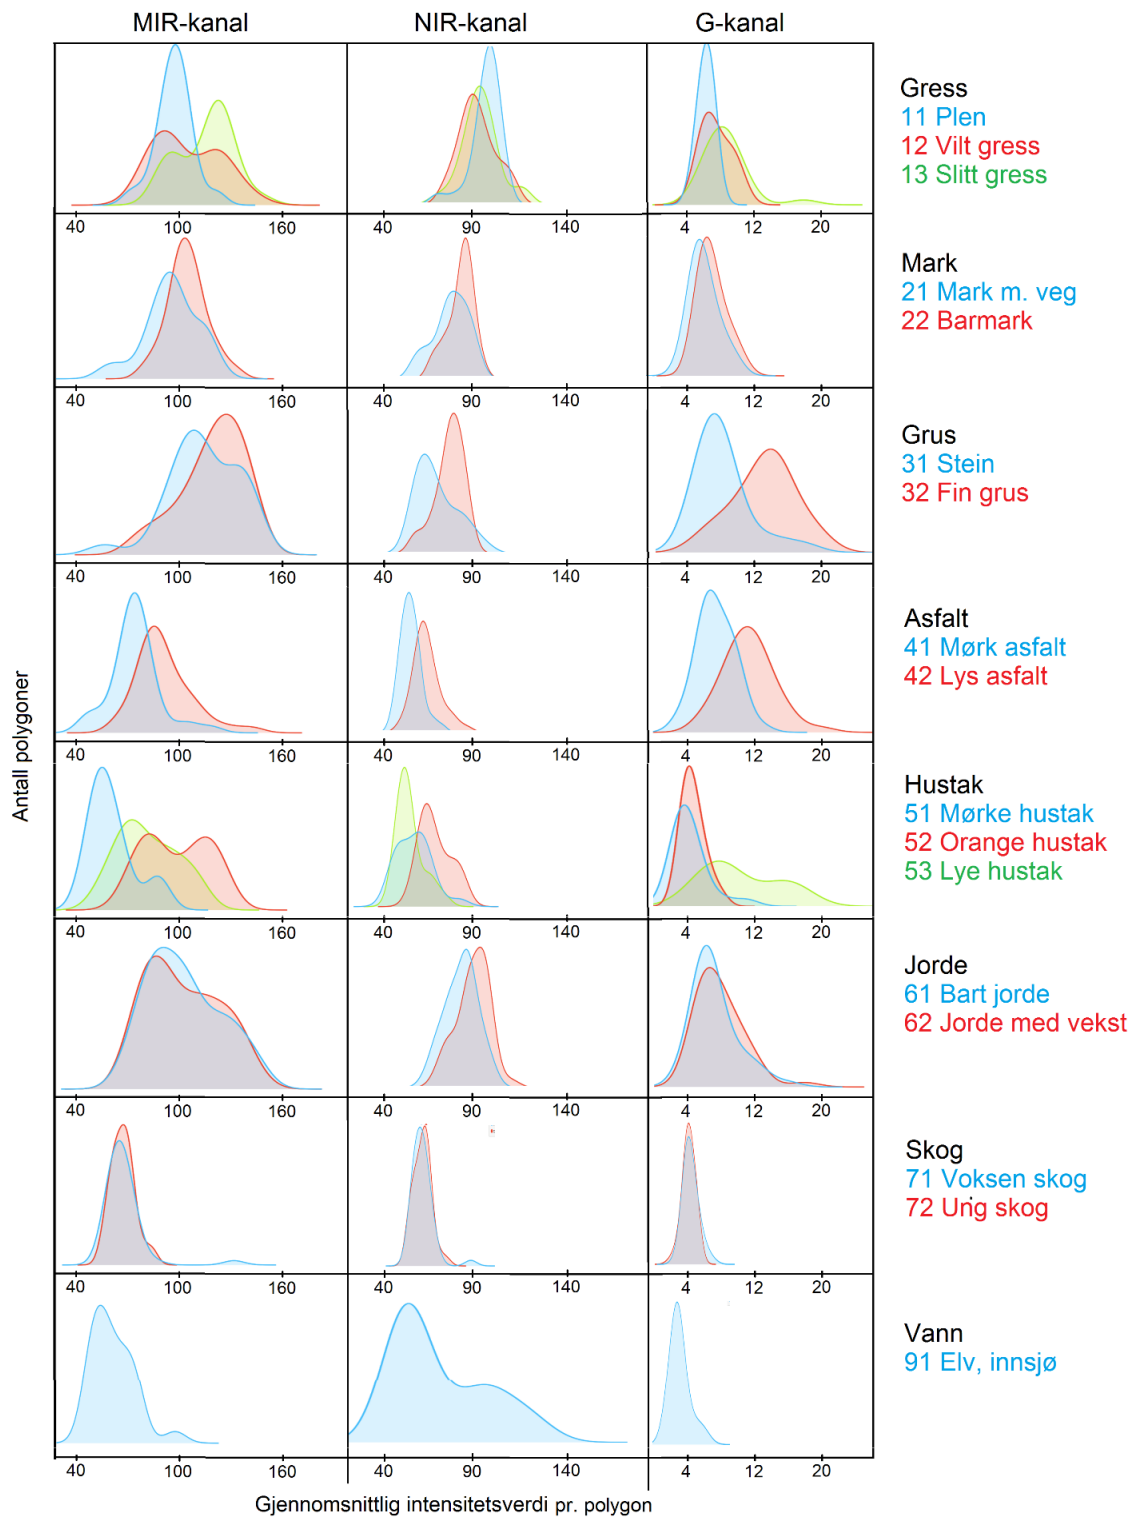 MIR-kanal NIR-kanal G-kanal
Gress
11 Plen
12 Vilt gress
13 Slitt gress
40 100 160 40 90 140 4 12 20
Mark
21 Mark m. veg
22 Barmark
40 100 160 40 90 140 4 12 20
Grus
31 Stein
32 Fin grus
40 100 160 40 90 140 4 12 20
Asfalt
41 Mørk asfalt
42 Lys asfalt
40 100 160 40 90 140 4 12 20
Hustak
51 Mørke hustak
52 Orange hustak
53 Lye hustak
40 100 160 40 90 140 4 12 20
Jorde
61 Bart jorde
62 Jorde med vekst
40 100 160 40 90 140 4 12 20
Skog
71 Voksen skog
72 Ung skog
40 100 160 40 90 140 4 12 20
Vann
91 Elv, innsjø
40 100 160 40 90 140 4 12 20
Antall polygoner
Gjennomsnittlig intensitetsverdi pr. polygon